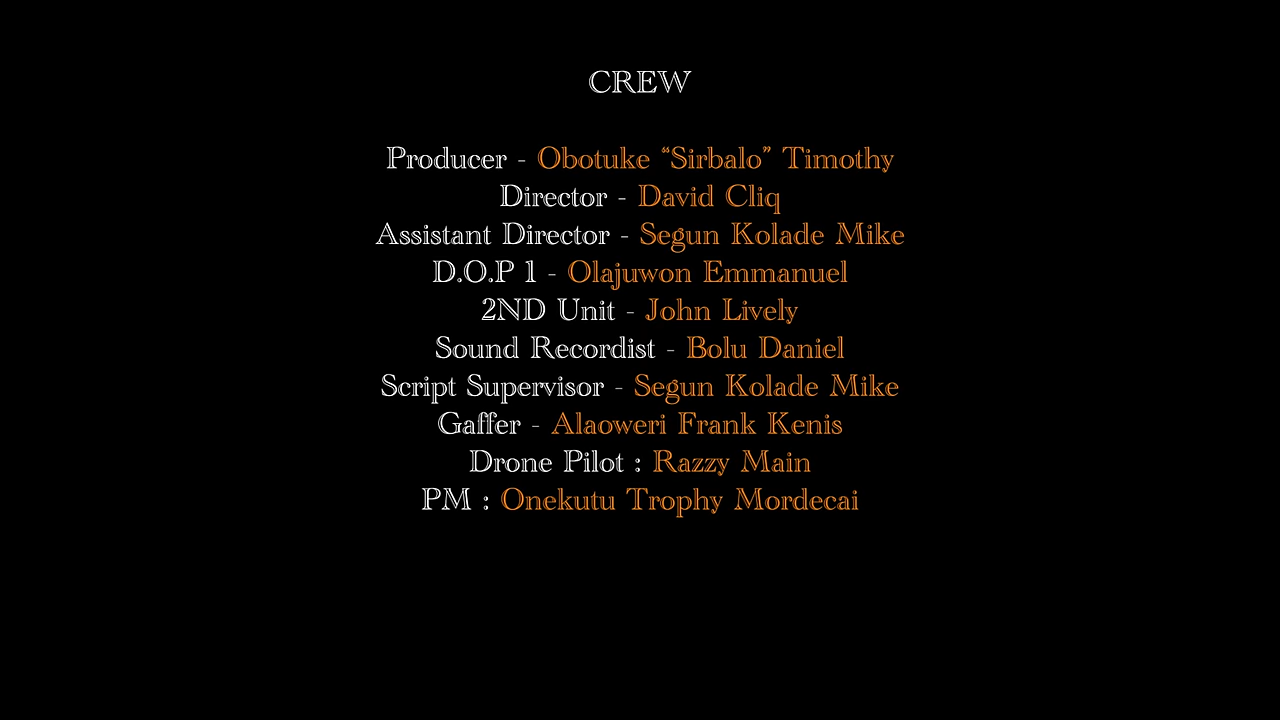 CREW
Producer - Obotuke “Sirbalo” Timothy
Director - David Cliq
Assistant Director - Segun Kolade Mike
D.O.P 1 - Olajuwon Emmanuel
2ND Unit - John Lively
Sound Recordist - Bolu Daniel
Script Supervisor - Segun Kolade Mike
Gaffer - Alaoweri Frank Kenis
Drone Pilot : Razzy Main
PM : Onekutu Trophy Mordecai